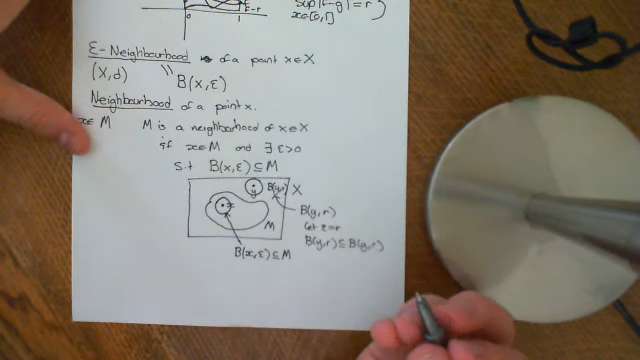 sup|f-g| = r
x∈[0,1]
0 1
ε-Neighbourhood of a point x∈X
(X,d) B(x,ε)
Neighbourhood of a point x.
x∈M M is a neighbourhood of x∈X
if x∈M and ∃ε>0
s.t B(x,ε)⊆M
y B(y,r) X
x B(y,r)
M let ε=r
B(y,r)⊆B(y,r)
B(x,ε)⊆M